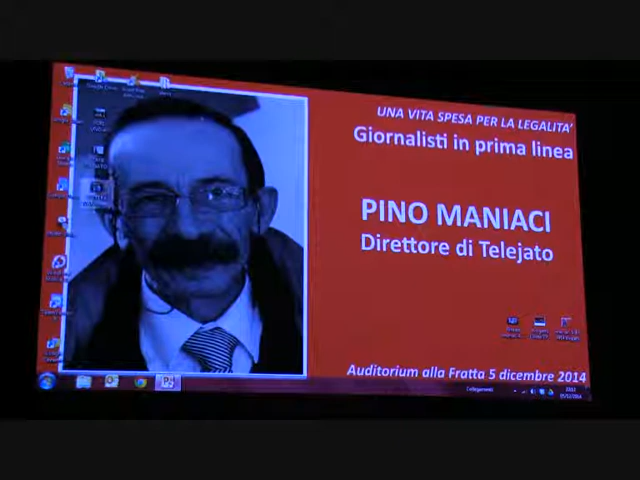 UNA VITA SPESA PER LA LEGALITA'
Giornalisti in prima linea
PINO MANIACI
Direttore di Telejato
Auditorium alla Fratta 5 dicembre 2014